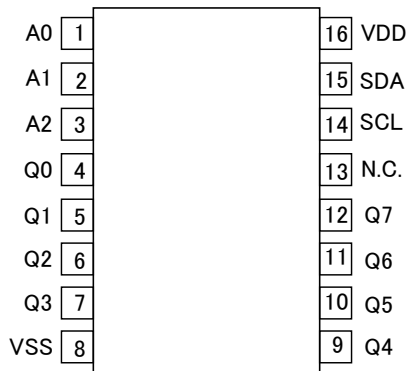 A0 1 16 VDD
A1 2 15 SDA
A2 3 14 SCL
Q0 4 13 N.C.
Q1 5 12 Q7
Q2 6 11 Q6
Q3 7 10 Q5
VSS 8 9 Q4